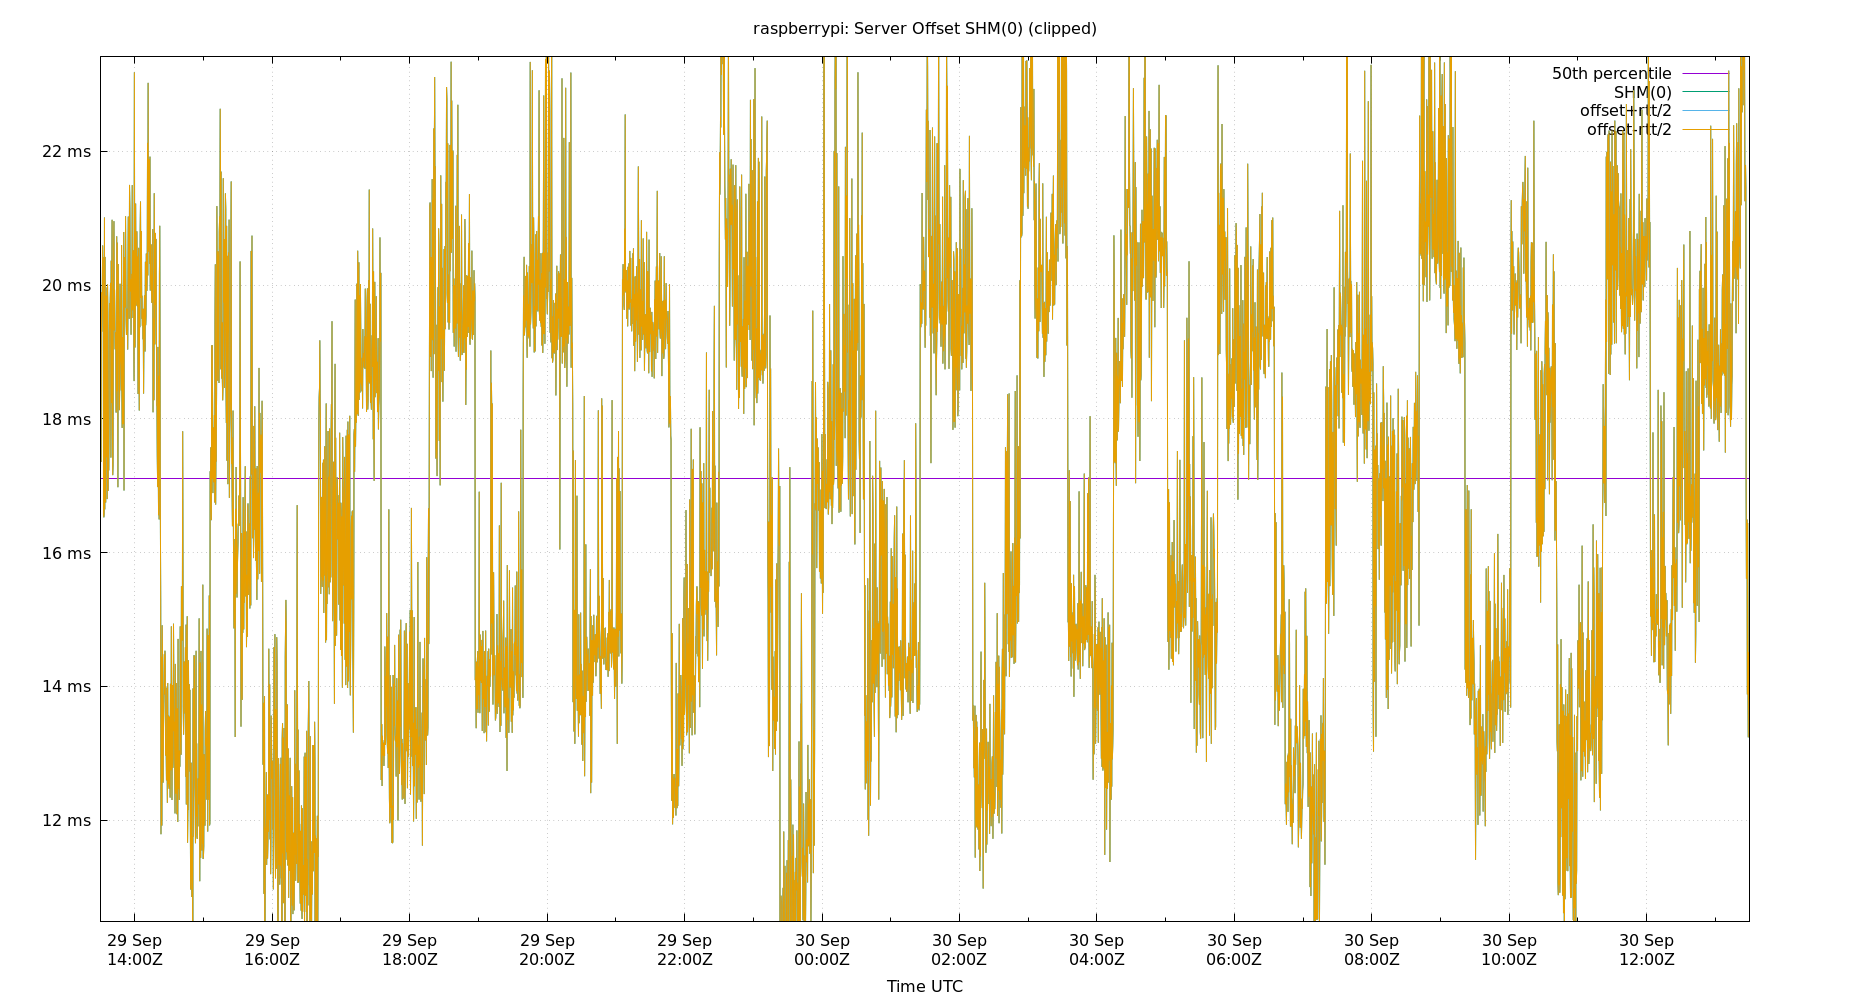 raspberrypi: Server Offset SHM(0) (clipped)
50th percentile
SHM(0)
offset+rtt/2
offset-rtt/2
22 ms
20 ms
18 ms
16 ms
14 ms
12 ms
29 Sep 29 Sep 29 Sep 29 Sep 29 Sep 30 Sep 30 Sep 30 Sep 30 Sep 30 Sep 30 Sep 30 Sep
14:00Z 16:00Z 18:00Z 20:00Z 22:00Z 00:00Z 02:00Z 04:00Z 06:00Z 08:00Z 10:00Z 12:00Z
Time UTC